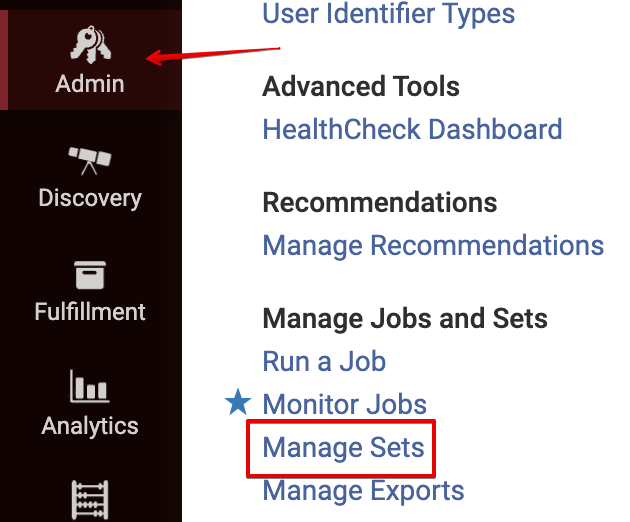 Admin
Discovery
Fulfillment
Analytics
User Identifier Types
Advanced Tools
HealthCheck Dashboard
Recommendations
Manage Recommendations
Manage Jobs and Sets
Run a Job
Monitor Jobs
Manage Sets
Manage Exports